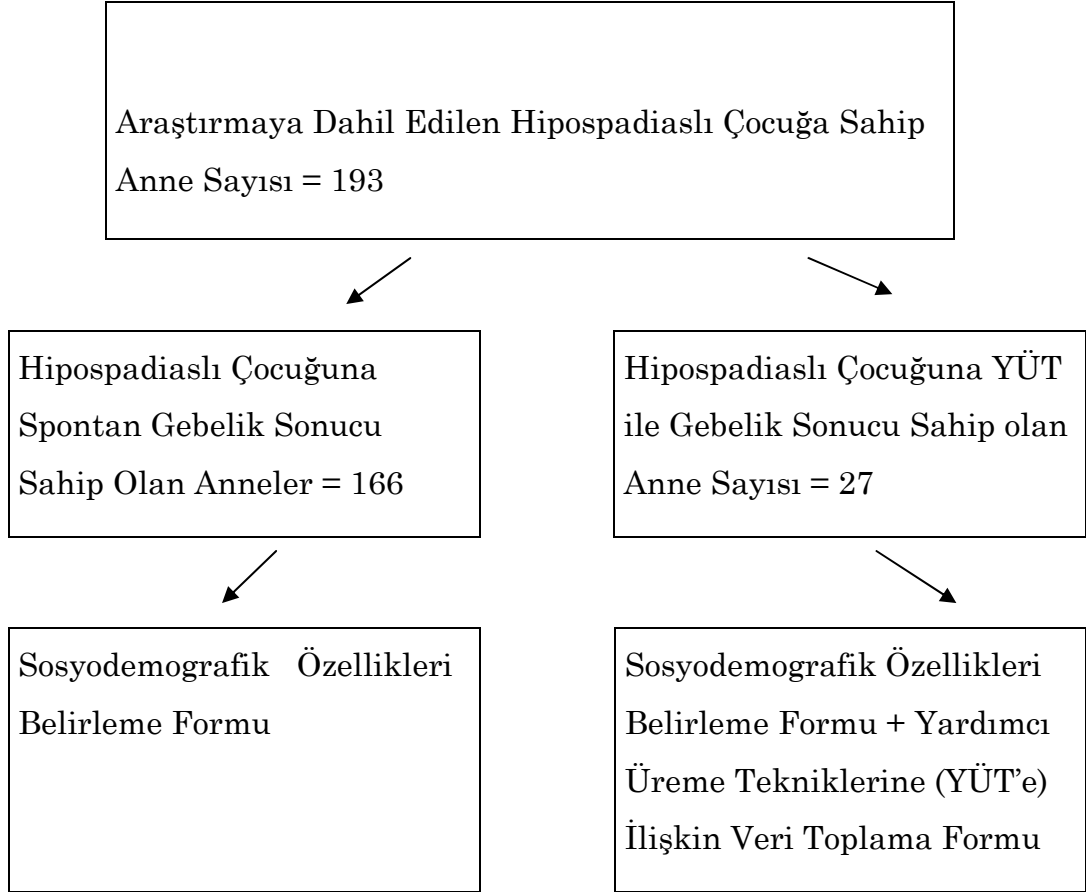 Araştırmaya Dahil Edilen Hipospadiaslı Çocuğa Sahip
Anne Sayısı = 193
Hipospadiaslı Çocuğuna
Spontan Gebelik Sonucu
Sahip Olan Anneler = 166
Hipospadiaslı Çocuğuna YÜT
ile Gebelik Sonucu Sahip olan
Anne Sayısı = 27
Sosyodemografik Özellikleri
Belirleme Formu
Sosyodemografik Özellikleri
Belirleme Formu + Yardımcı
Üreme Tekniklerine (YÜT’e)
İlişkin Veri Toplama Formu